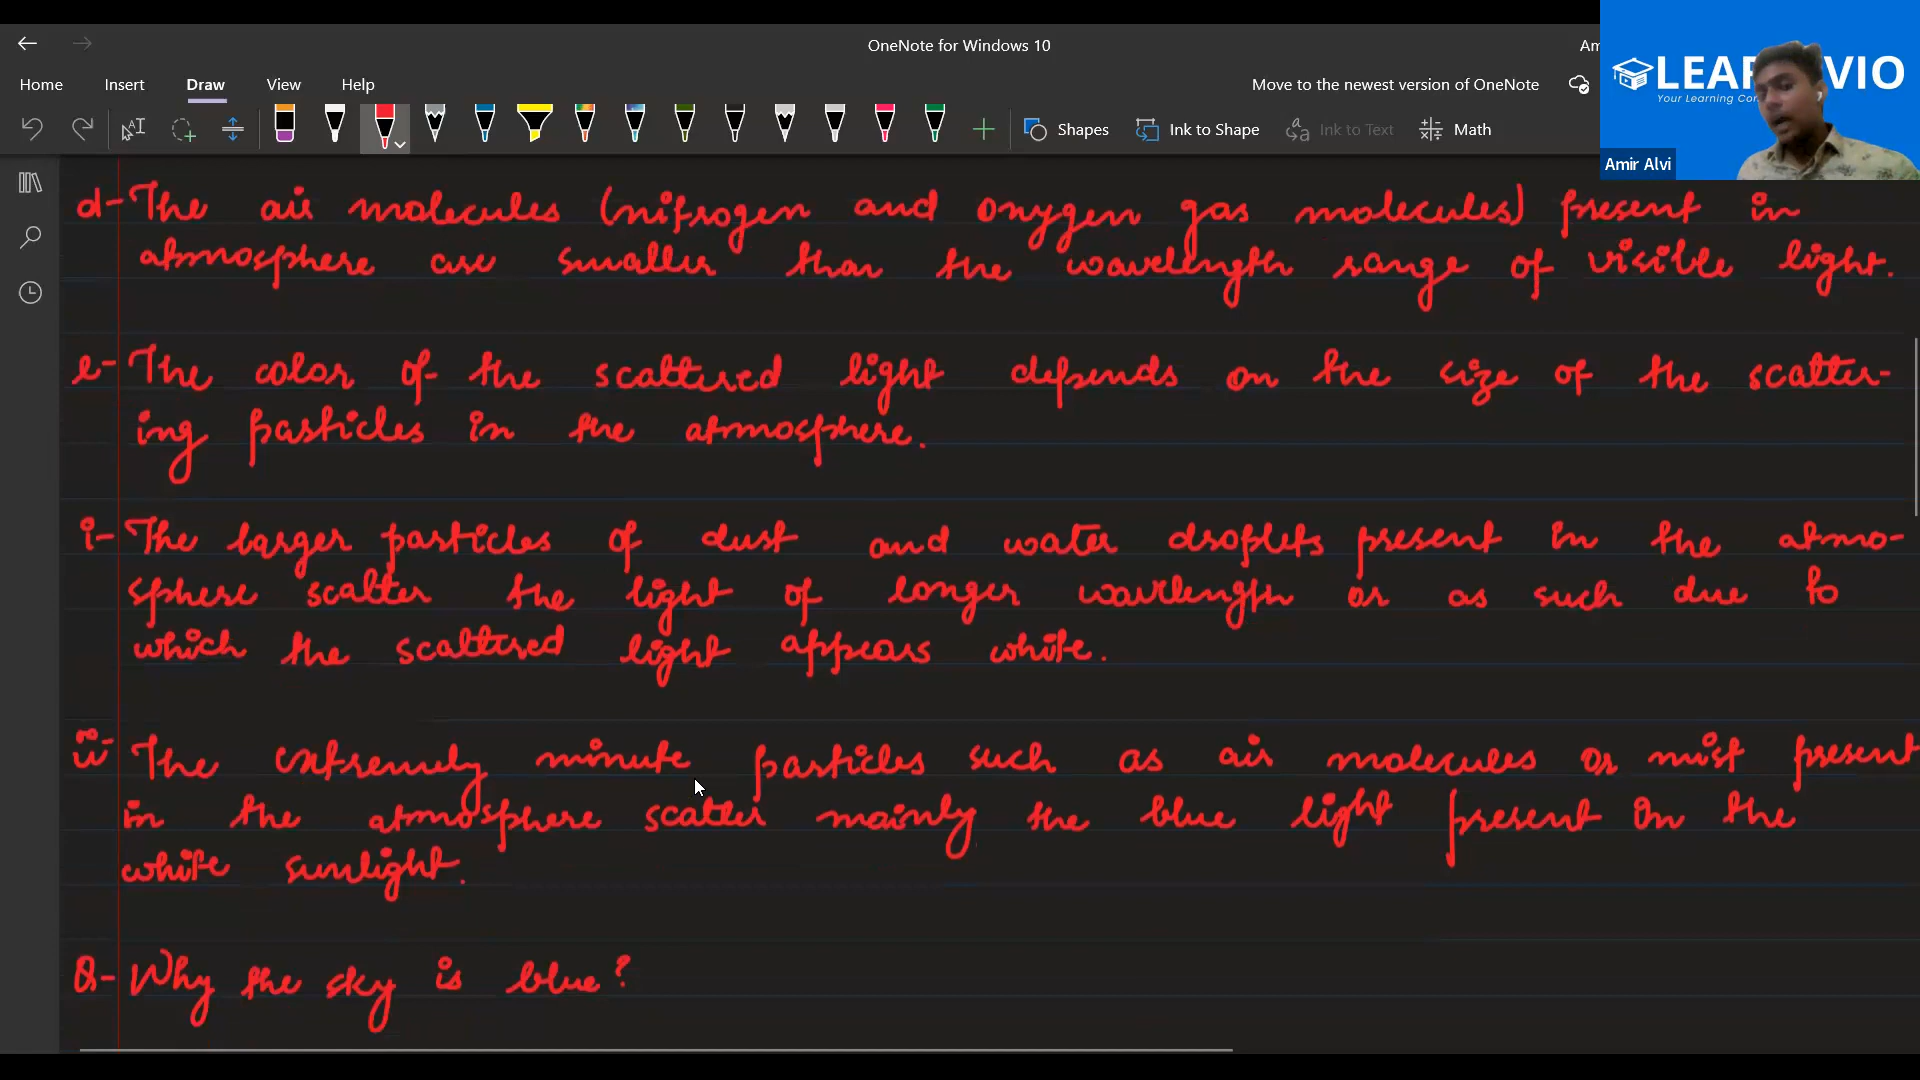 OneNote for Windows 10
Am
Home Insert Draw View Help
Move to the newest version of OneNote
LEAR VIO
Your Learning Co
Shapes Ink to Shape Ink to Text Math
Amir Alvi
d- The air molecules (nitrogen and oxygen gas molecules) present in
atmosphere are smaller than the wavelength range of visible light.
e- The color of the scattered light depends on the size of the scatter-
ing particles in the atmosphere.
i- The larger particles of dust and water droplets present in the atmo-
sphere scatter the light of longer wavelength or as such due to
which the scattered light appears white.
ii- The extremely minute particles such as air molecules or mist present
in the atmosphere scatter mainly the blue light present in the
white sunlight.
Q- Why the sky is blue?